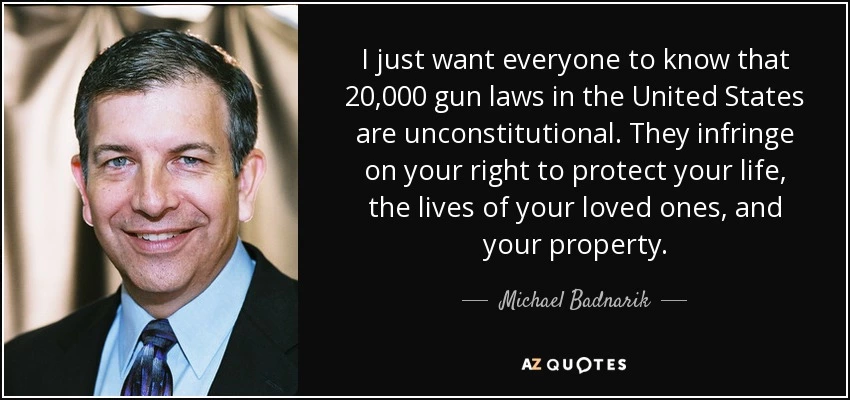 I just want everyone to know that
20,000 gun laws in the United States
are unconstitutional. They infringe
on your right to protect your life,
the lives of your loved ones, and
your property.
Michael Badnarik
AZ QUOTES